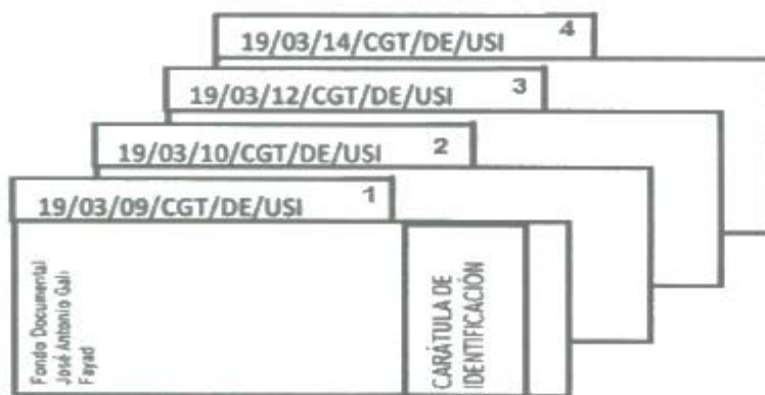 19/03/14/CGT/DE/USI 4
19/03/12/CGT/DE/USI 3
19/03/10/CGT/DE/USI 2
19/03/09/CGT/DE/USI 1
Fondo Documental
José Antonio Gali
Fayad
CARÁTULA DE
IDENTIFICACIÓN